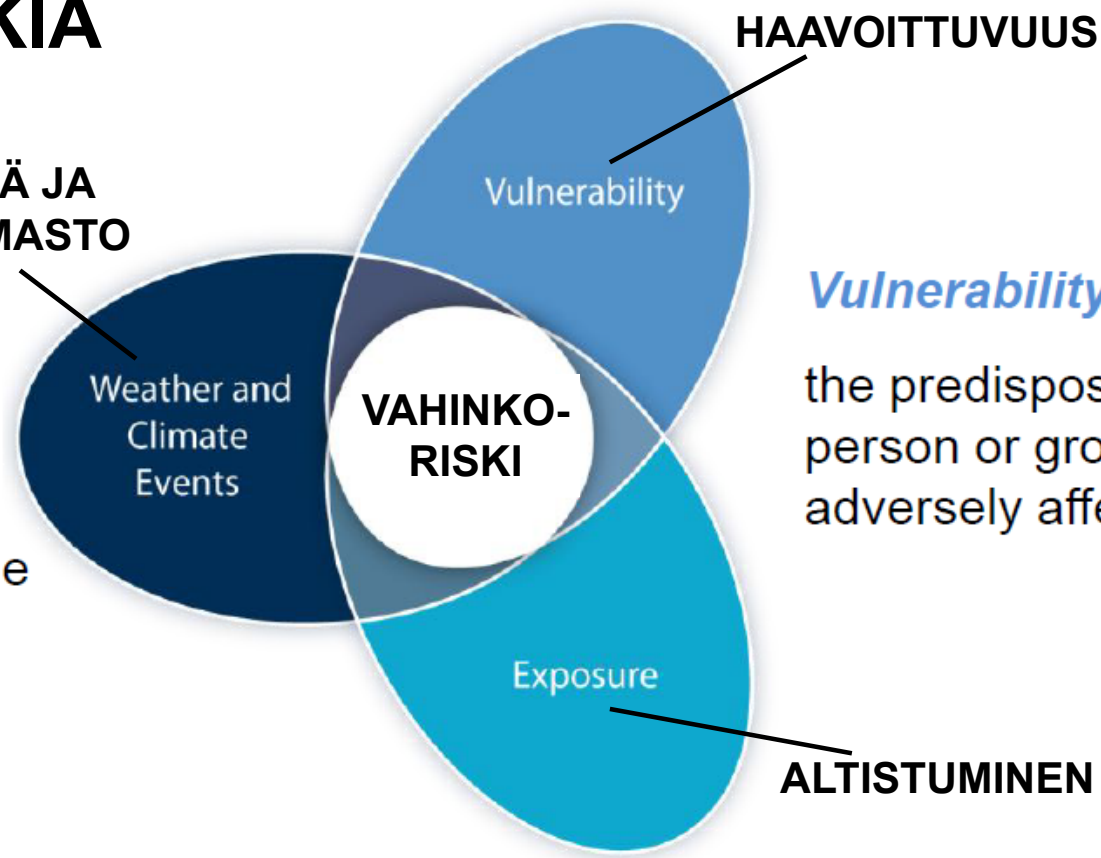 KIA
HAAVOITTUVUUS
Ä JA
MASTO
Vulnerability
Vulnerability
the predispos
person or gro
adversely affe
Weather and
Climate
Events
VAHINKO-
RISKI
e
Exposure
ALTISTUMINEN